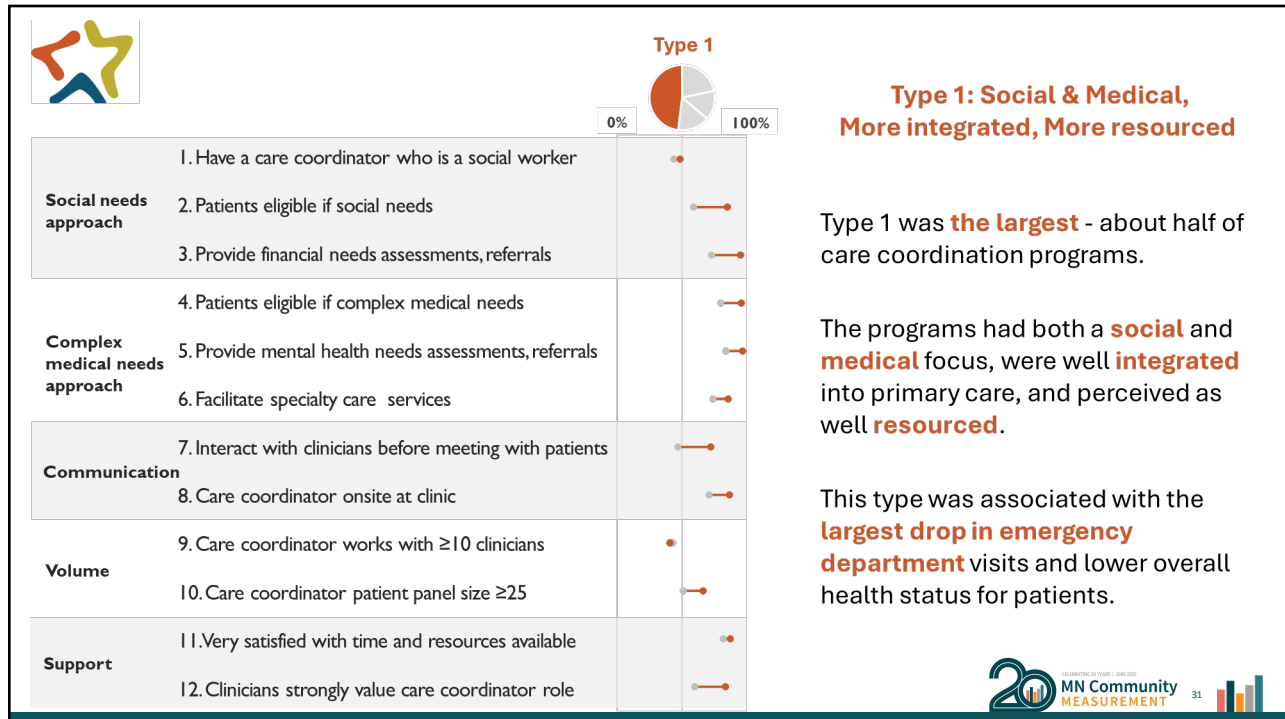 Type 1
0%
100%
Social needs
approach
1. Have a care coordinator who is a social worker
2. Patients eligible if social needs
3. Provide financial needs assessments, referrals
Complex
medical needs
approach
4. Patients eligible if complex medical needs
5. Provide mental health needs assessments, referrals
6. Facilitate specialty care services
Communication
7. Interact with clinicians before meeting with patients
8. Care coordinator onsite at clinic
Volume
9. Care coordinator works with ≥10 clinicians
10. Care coordinator patient panel size ≥25
Support
11. Very satisfied with time and resources available
12. Clinicians strongly value care coordinator role
Type 1: Social & Medical,
More integrated, More resourced
Type 1 was the largest - about half of
care coordination programs.
The programs had both a social and
medical focus, were well integrated
into primary care, and perceived as
well resourced.
This type was associated with the
largest drop in emergency
department visits and lower overall
health status for patients.
20
CELEBRATING 20 YEARS | 2005-2025
MN Community
MEASUREMENT
31